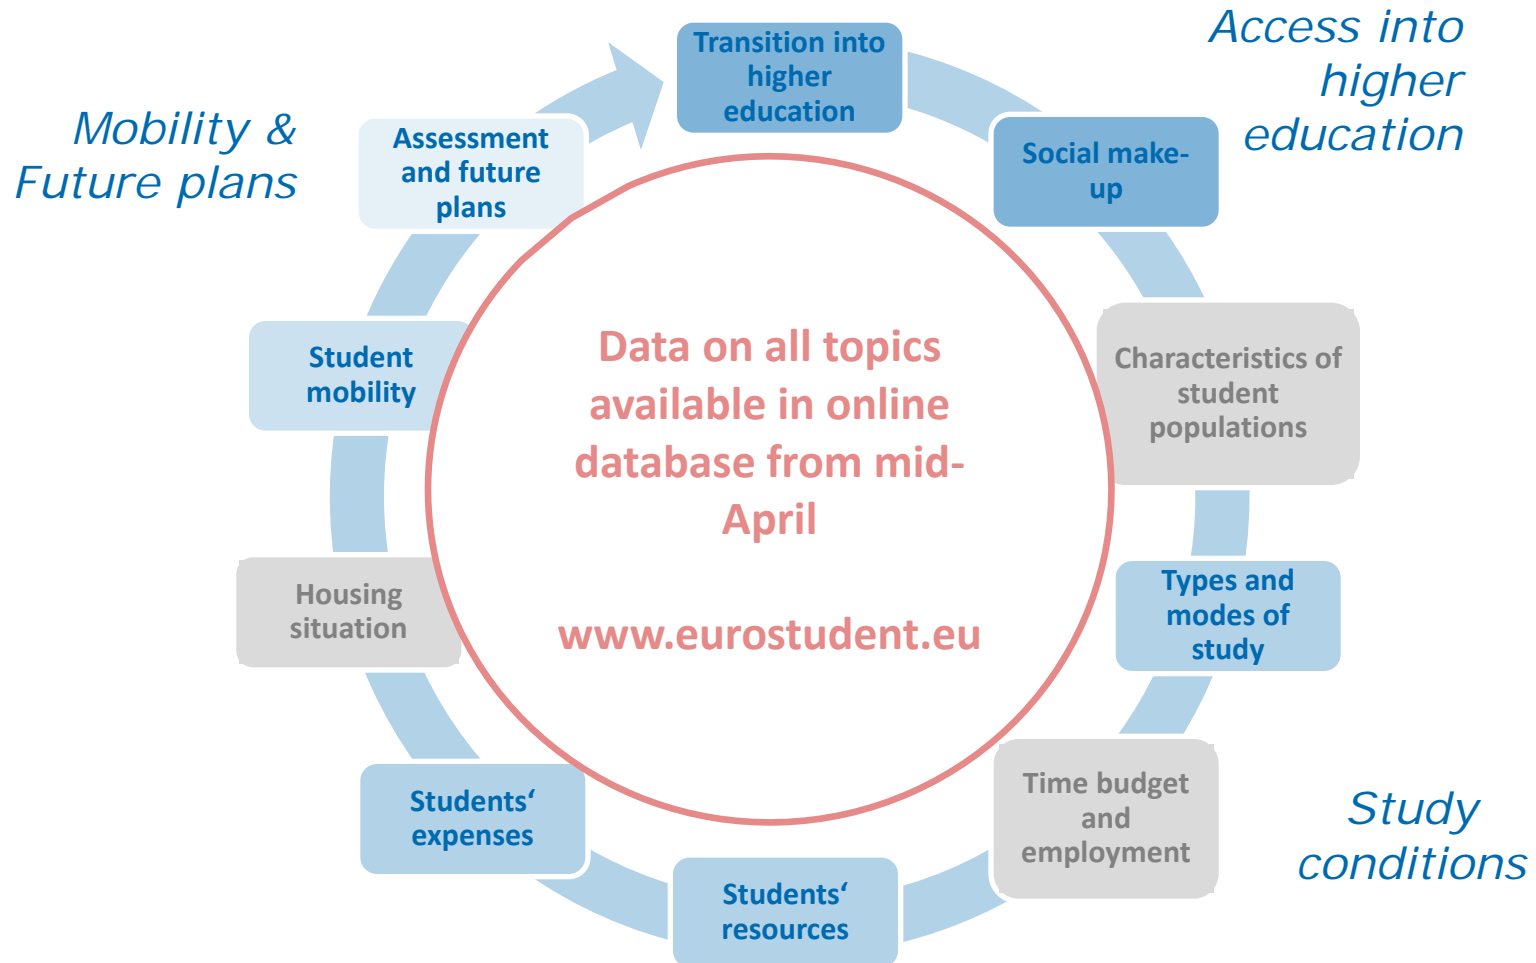 Transition into
higher
education
Access into
higher
education
Social make-
up
Characteristics of
student
populations
Types and
modes of
study
Time budget
and
employment
Study
conditions
Students‘
resources
Students‘
expenses
Housing
situation
Student
mobility
Assessment
and future
plans
Mobility &
Future plans
Data on all topics
available in online
database from mid-
April
www.eurostudent.eu